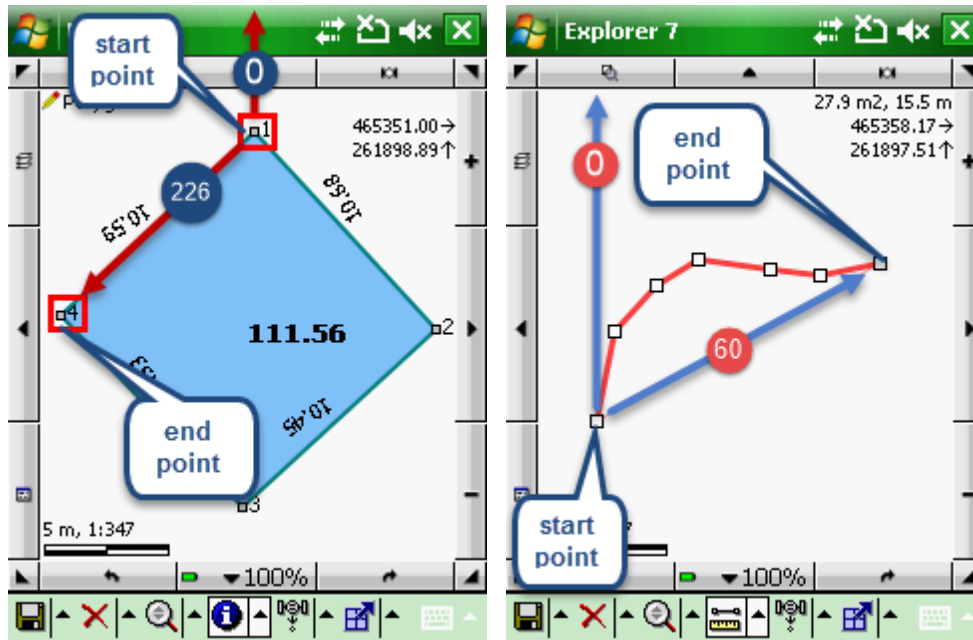 start
point
0
1
465351.00→
261898.89↑
10,68
226
10,59
4
111.56
2
end
point
10,45
3
5 m, 1:347
100%
Explorer 7
27.9 m2, 15.5 m
465358.17→
261897.51↑
end
point
0
60
start
point
100%